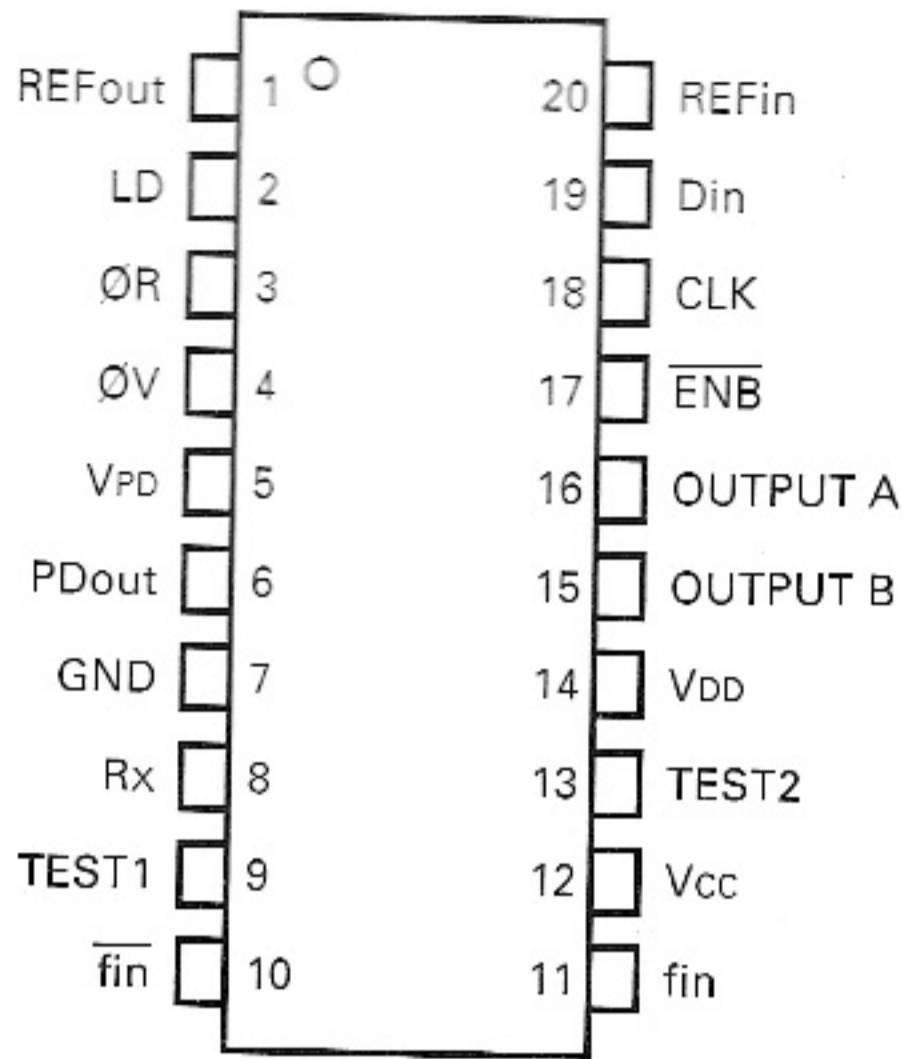 REFout 1 20 REFin
LD 2 19 Din
ØR 3 18 CLK
ØV 4 17 E̅N̅B̅
VPD 5 16 OUTPUT A
PDout 6 15 OUTPUT B
GND 7 14 VDD
Rx 8 13 TEST2
TEST1 9 12 Vcc
f̅i̅n̅ 10 11 fin